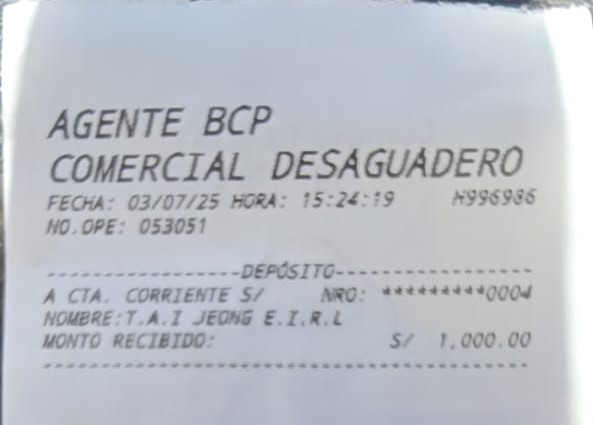 AGENTE BCP
COMERCIAL DESAGUADERO
FECHA: 03/07/25 HORA: 15:24:19 H996986
NO.OPE: 053051
-----------------DEPÓSITO-----------------
A CTA. CORRIENTE S/ NRO: *********0004
NOMBRE:T.A.I JEONG E.I.R.L
MONTO RECIBIDO: S/ 1,000.00
------------------------------------------